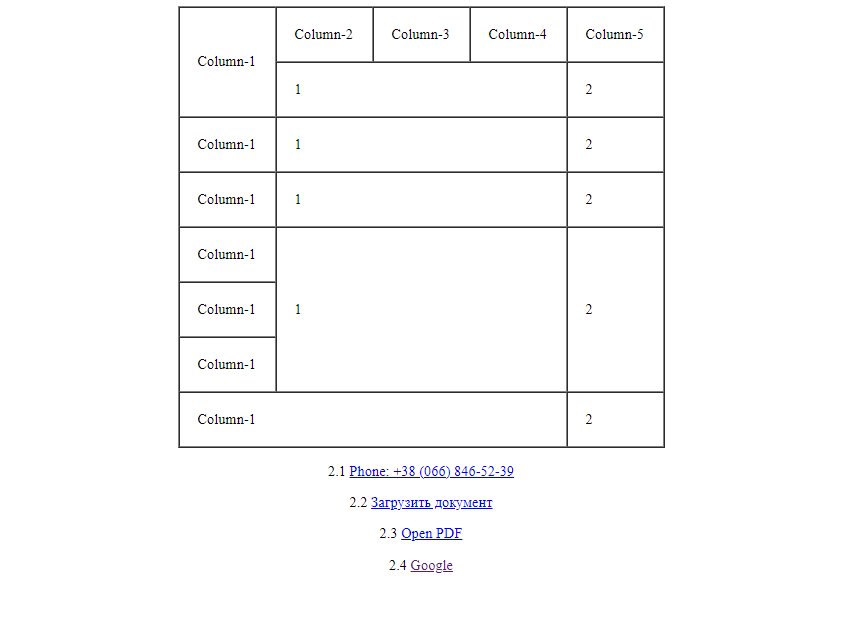 Column-1 Column-2 Column-3 Column-4 Column-5
1 2
Column-1 1 2
Column-1 1 2
Column-1
Column-1 1 2
Column-1
Column-1 2
2.1 Phone: +38 (066) 846-52-39
2.2 Загрузить документ
2.3 Open PDF
2.4 Google